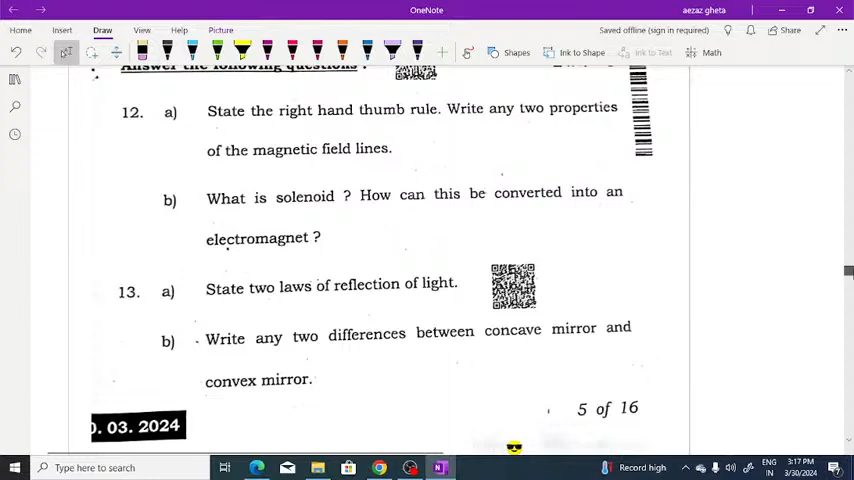 OneNote
aezaz gheta
Home Insert Draw View Help Picture
Saved offline (sign in required)
Share
Shapes Ink to Shape Ink to Text Math
Answer the following questions :
12. a) State the right hand thumb rule. Write any two properties
of the magnetic field lines.
b) What is solenoid ? How can this be converted into an
electromagnet ?
13. a) State two laws of reflection of light.
b) Write any two differences between concave mirror and
convex mirror.
5 of 16
0. 03. 2024
Type here to search
Record high
ENG
IN
3:17 PM
3/30/2024
7